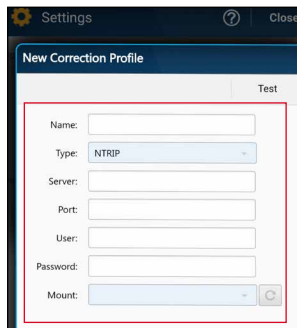 Settings
? Close
New Correction Profile
Test
Name:
Type: NTRIP
Server:
Port:
User:
Password:
Mount: